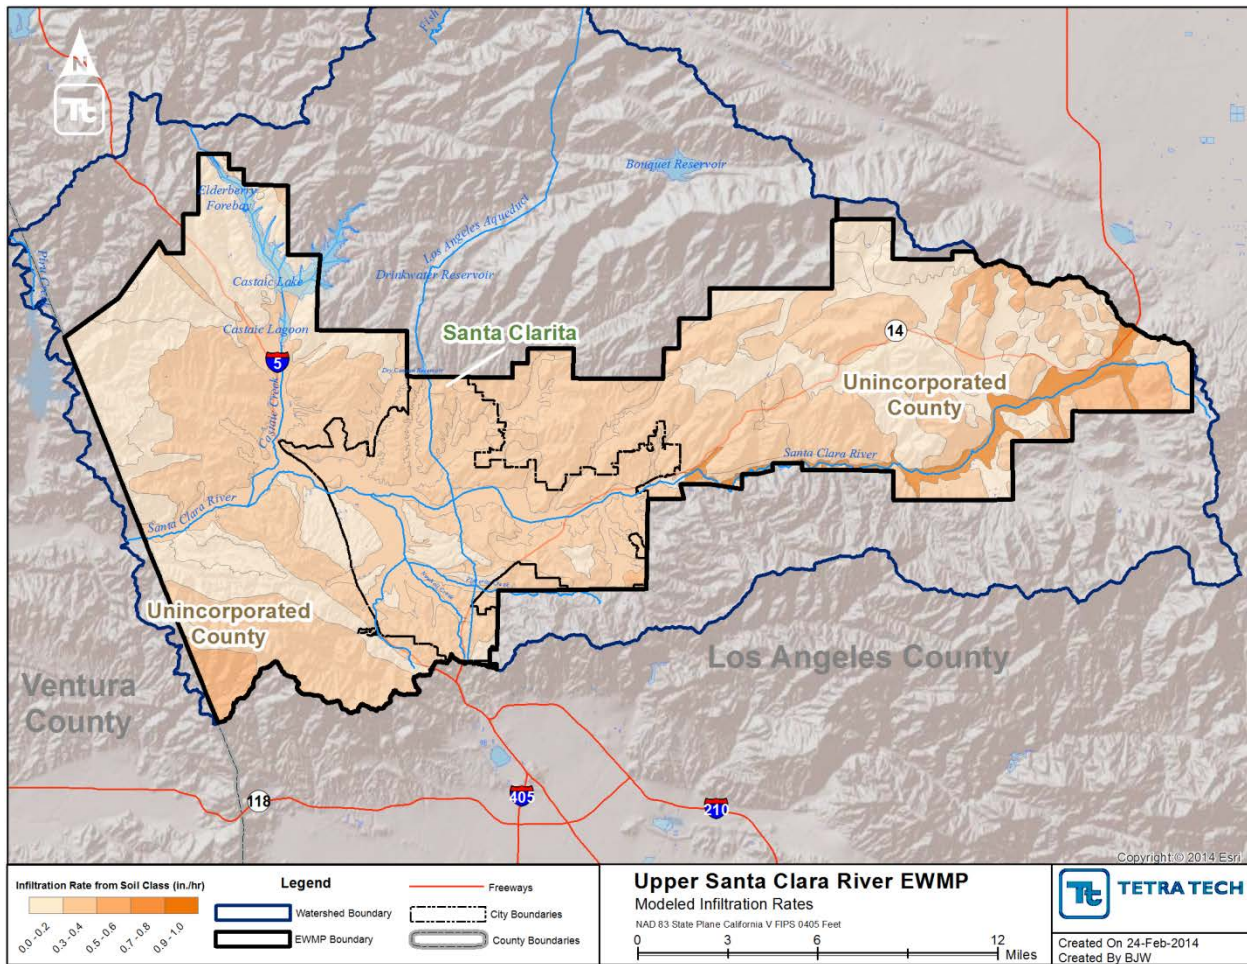 N
Tt
Fish
Elderberry
Forebay
Bouquet Reservoir
Los Angeles Aqueduct
Piru Creek
Castaic Lake
Drinkwater Reservoir
Castaic Lagoon
Santa Clarita
5
14
Castaic Creek
Unincorporated
County
Santa Clara River
Santa Clara River
Unincorporated
County
Los Angeles County
Ventura
County
118
405
210
Copyright:© 2014 Esri
Infiltration Rate from Soil Class (in./hr)
0.0 - 0.2
0.3 - 0.4
0.5 - 0.6
0.7 - 0.8
0.9 - 1.0
Legend
Watershed Boundary
EWMP Boundary
Freeways
City Boundaries
County Boundaries
Upper Santa Clara River EWMP
Modeled Infiltration Rates
NAD 83 State Plane California V FIPS 0405 Feet
0 3 6 12
Miles
Tt TETRA TECH
Created On 24-Feb-2014
Created By BJW